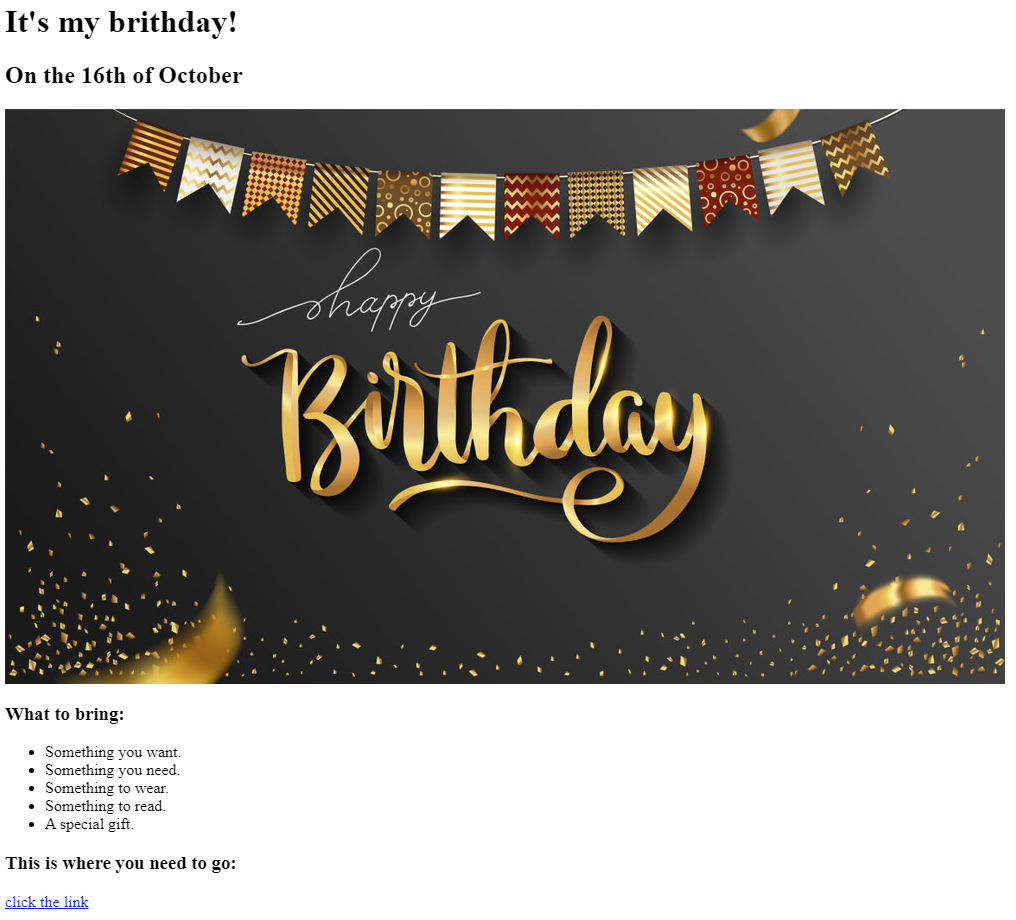 It's my brithday!
On the 16th of October
happy
Birthday
What to bring:
Something you want.
Something you need.
Something to wear.
Something to read.
A special gift.
This is where you need to go:
click the link